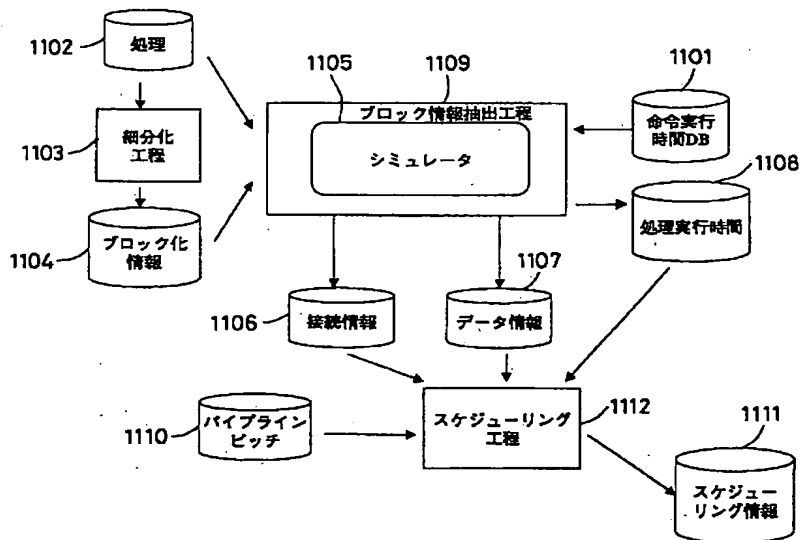 1102
処理
1103
細分化
工程
1104
ブロック化
情報
1105
1109
ブロック情報抽出工程
シミュレータ
1101
命令実行
時間DB
1108
処理実行時間
1106
接続情報
1107
データ情報
1110
パイプライン
ピッチ
スケジューリング
工程
1112
1111
スケジュー
リング情報